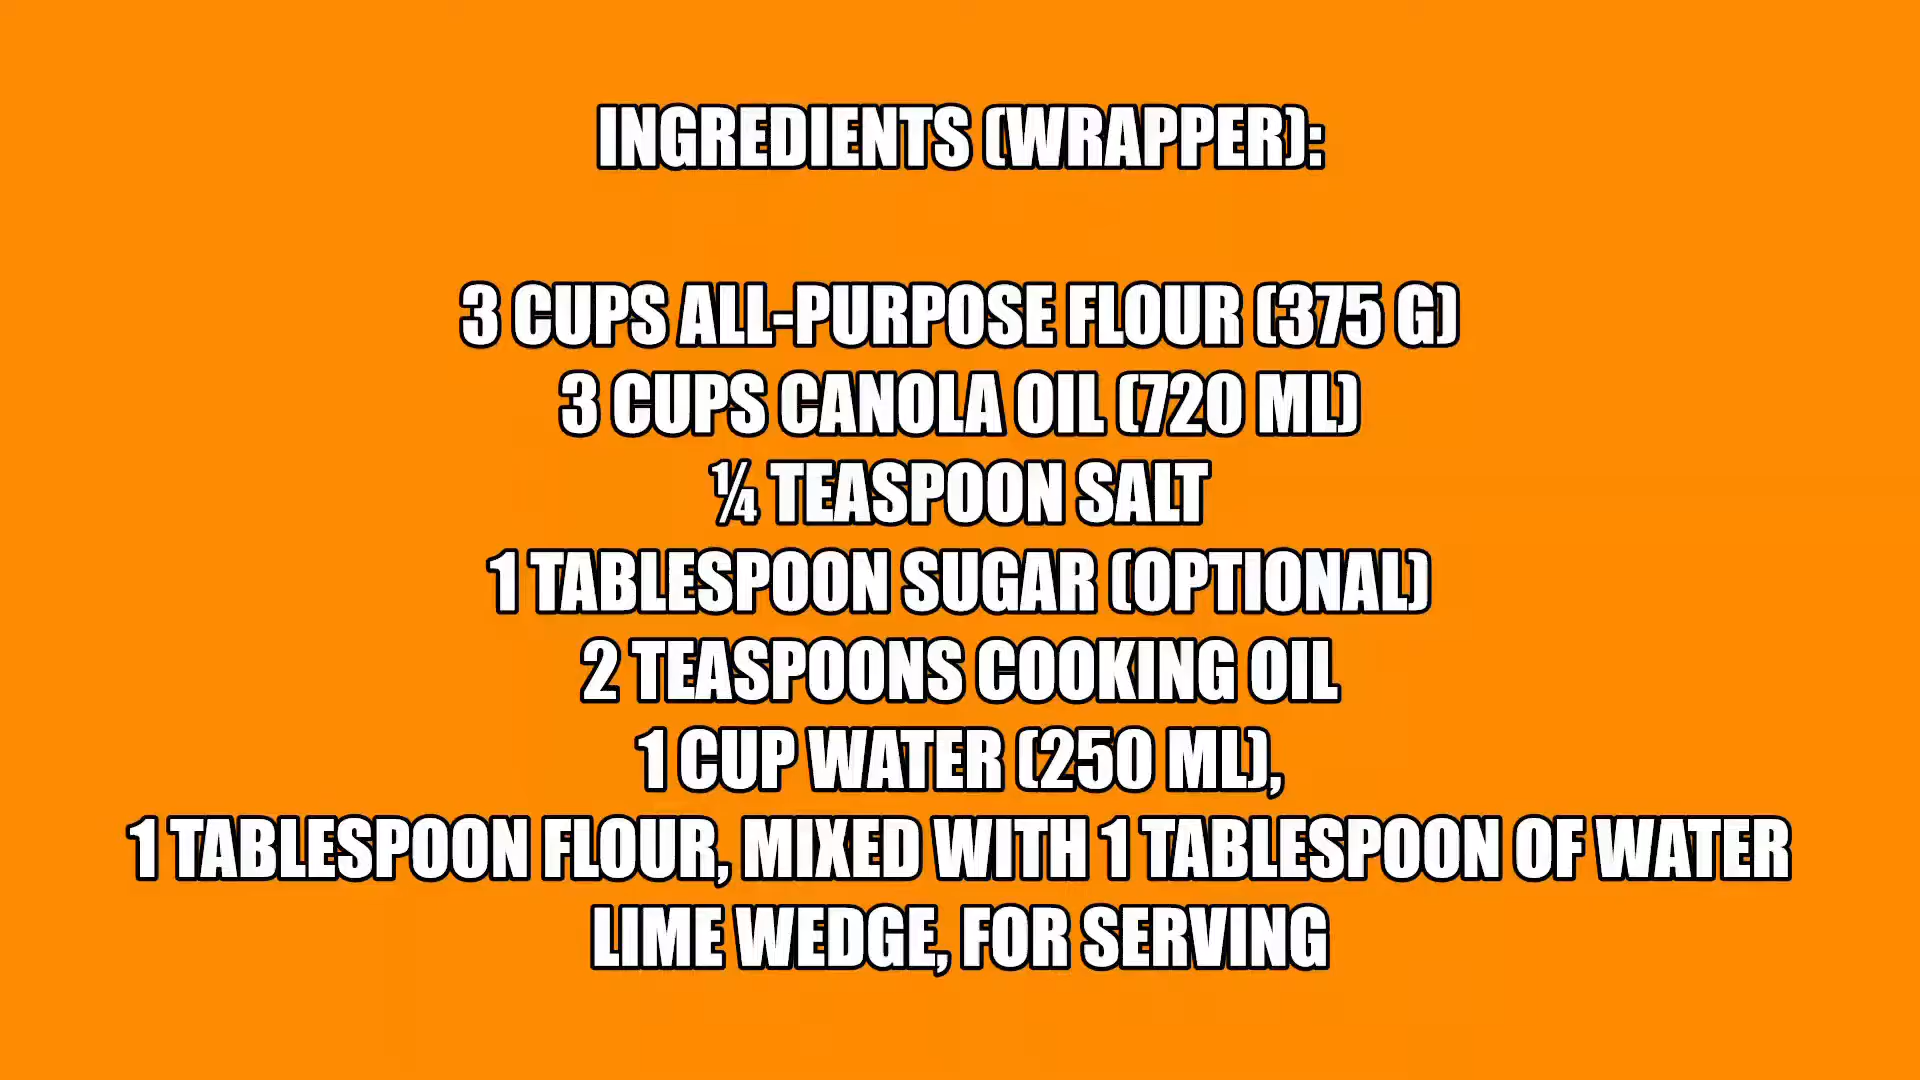 INGREDIENTS (WRAPPER):
3 CUPS ALL-PURPOSE FLOUR (375 G)
3 CUPS CANOLA OIL (720 ML)
¼ TEASPOON SALT
1 TABLESPOON SUGAR (OPTIONAL)
2 TEASPOONS COOKING OIL
1 CUP WATER (250 ML),
1 TABLESPOON FLOUR, MIXED WITH 1 TABLESPOON OF WATER
LIME WEDGE, FOR SERVING